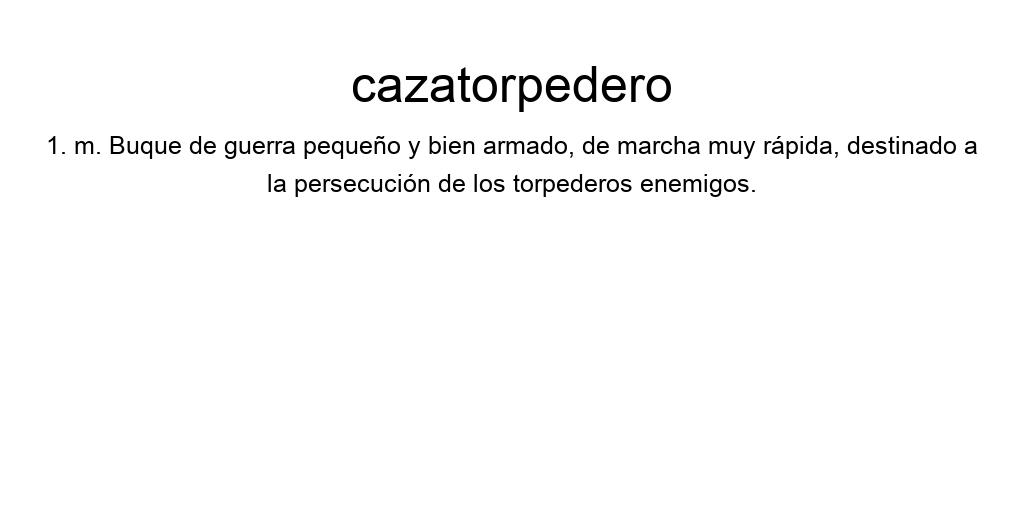 cazatorpedero
1. m. Buque de guerra pequeño y bien armado, de marcha muy rápida, destinado a
la persecución de los torpederos enemigos.